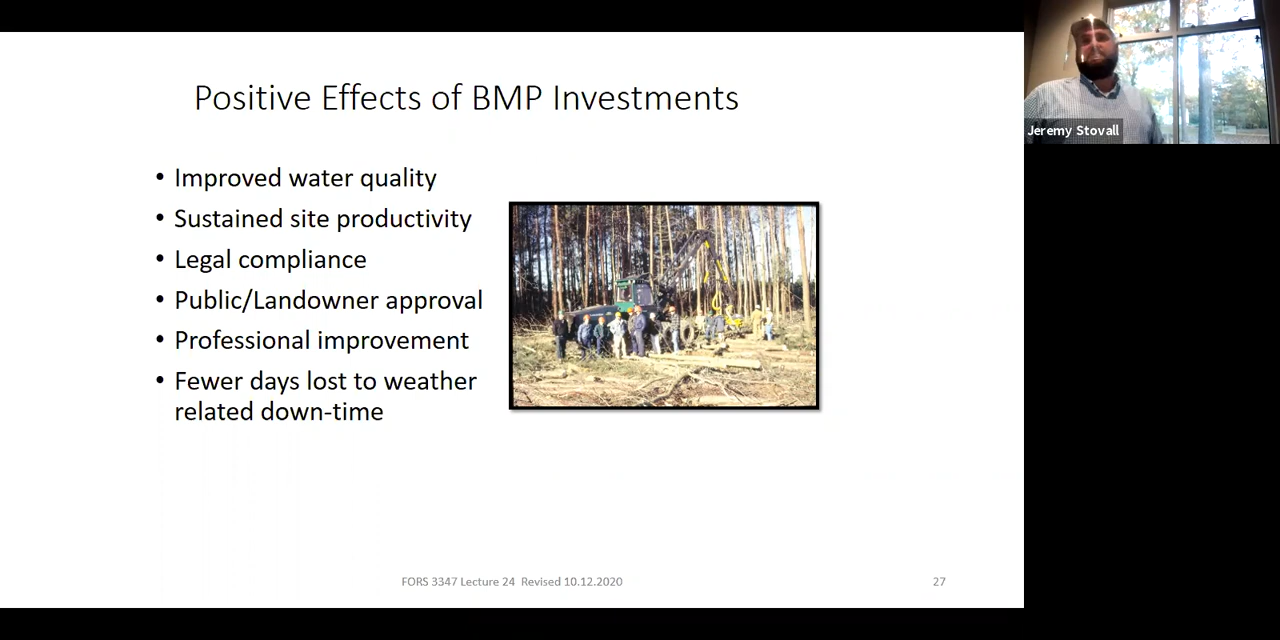 Positive Effects of BMP Investments
• Improved water quality
• Sustained site productivity
• Legal compliance
• Public/Landowner approval
• Professional improvement
• Fewer days lost to weather
related down-time
FORS 3347 Lecture 24 Revised 10.12.2020
27
Jeremy Stovall